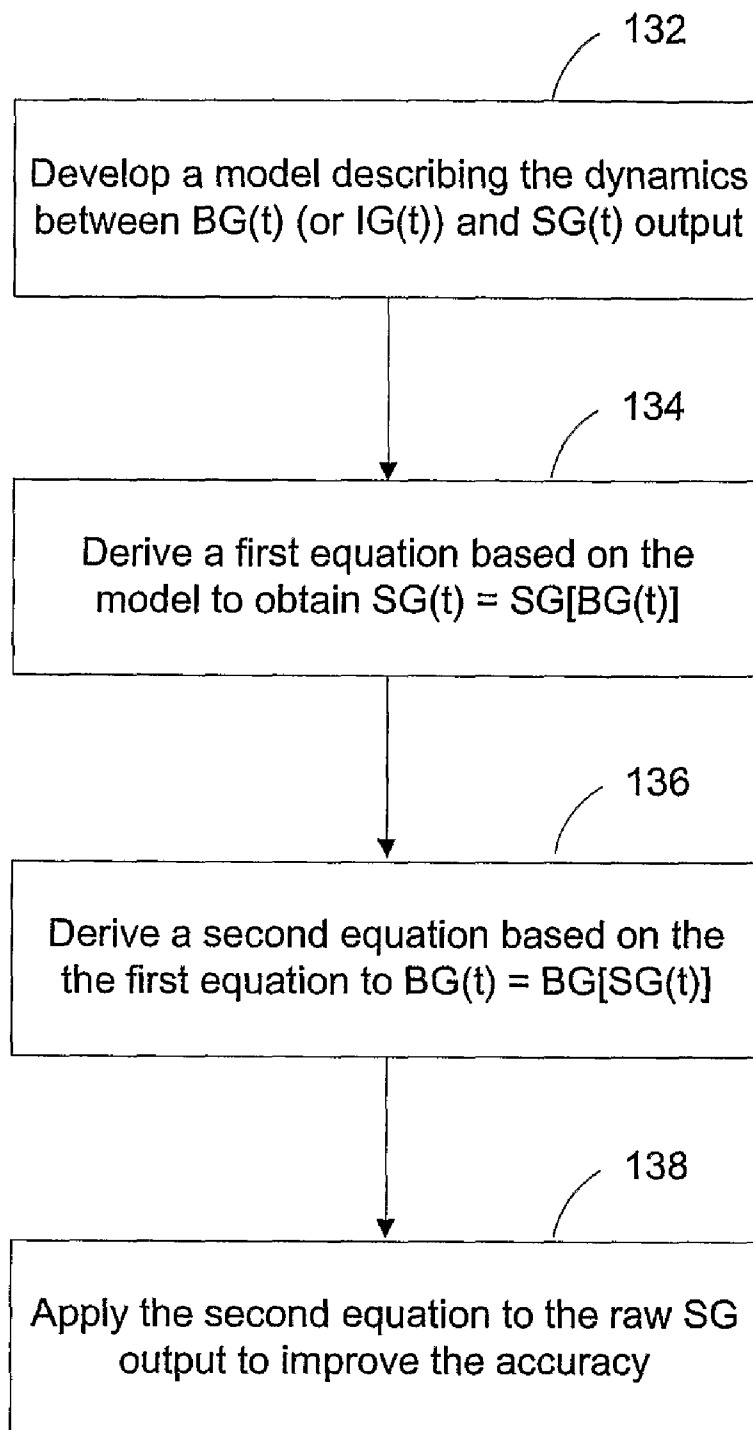 132
Develop a model describing the dynamics
between BG(t) (or IG(t)) and SG(t) output
134
Derive a first equation based on the
model to obtain SG(t) = SG[BG(t)]
136
Derive a second equation based on the
the first equation to BG(t) = BG[SG(t)]
138
Apply the second equation to the raw SG
output to improve the accuracy